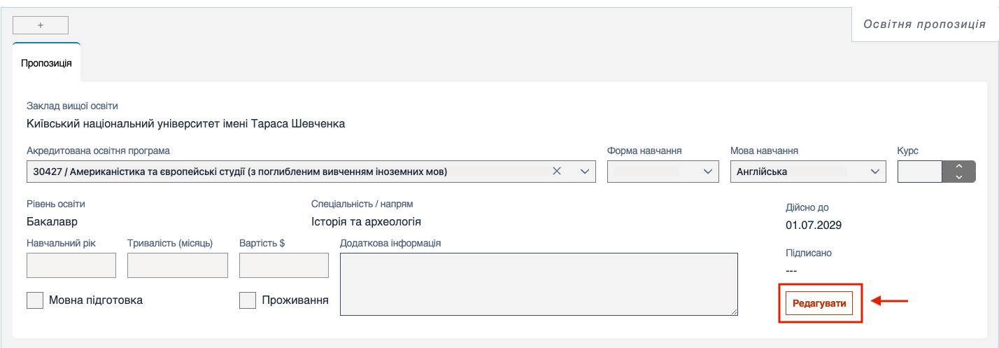 +
Освітня пропозиція
Пропозиція
Заклад вищої освіти
Київський національний університет імені Тараса Шевченка
Акредитована освітня програма
Форма навчання
Мова навчання
Курс
30427 / Американістика та європейські студії (з поглибленим вивченням іноземних мов)
Англійська
Рівень освіти
Спеціальність / напрям
Дійсно до
Бакалавр
Історія та археологія
01.07.2029
Навчальний рік
Тривалість (місяць)
Вартість $
Додаткова інформація
Підписано
---
Мовна підготовка
Проживання
Редагувати